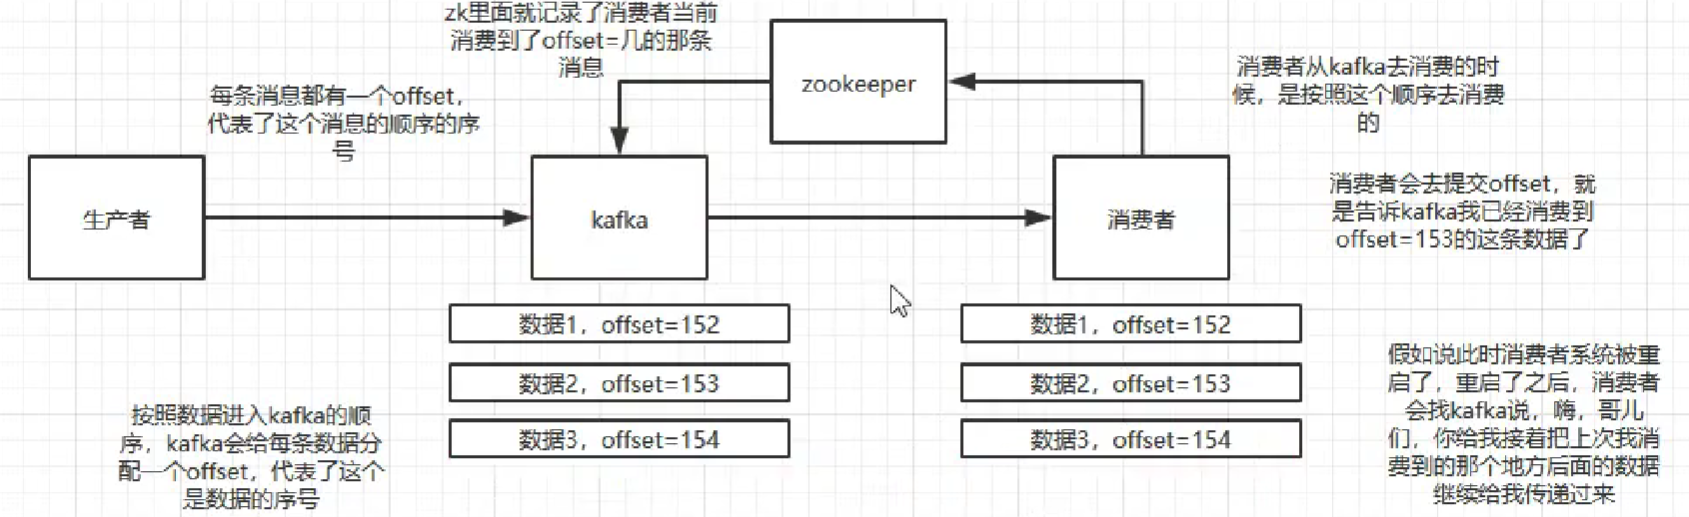 zk里面就记录了消费者当前
消费到了offset=几的那条
消息
zookeeper
消费者从kafka去消费的时
候，是按照这个顺序去消费
的
每条消息都有一个offset，
代表了这个消息的顺序的序
号
生产者
kafka
消费者
消费者会去提交offset，就
是告诉kafka我已经消费到
offset=153的这条数据了
数据1，offset=152
数据2，offset=153
数据3，offset=154
数据1，offset=152
数据2，offset=153
数据3，offset=154
按照数据进入kafka的顺
序，kafka会给每条数据分
配一个offset，代表了这个
是数据的序号
假如说此时消费者系统被重
启了，重启了之后，消费者
会找kafka说，嗨，哥儿
们，你给我接着把上次我消
费到的那个地方后面的数据
继续给我传递过来